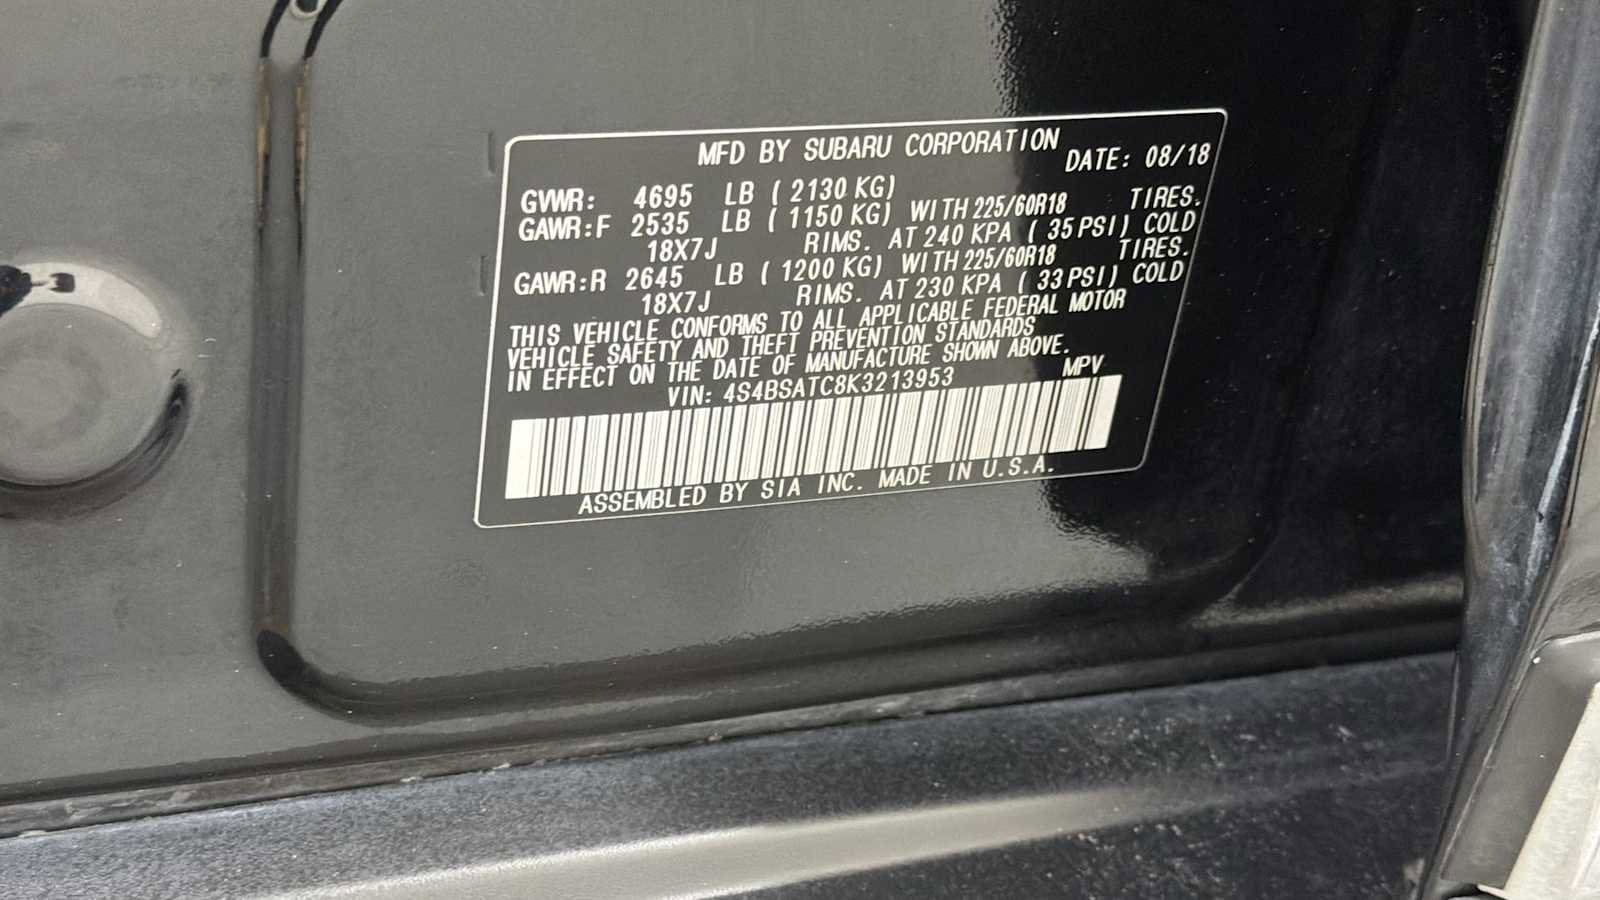 MFD BY SUBARU CORPORATION
DATE: 08/18
GVWR: 4695 LB ( 2130 KG)
GAWR:F 2535 LB ( 1150 KG) WITH 225/60R18 TIRES.
18X7J RIMS. AT 240 KPA ( 35 PSI) COLD
GAWR:R 2645 LB ( 1200 KG) WITH 225/60R18 TIRES.
18X7J RIMS. AT 230 KPA ( 33 PSI) COLD
THIS VEHICLE CONFORMS TO ALL APPLICABLE FEDERAL MOTOR
VEHICLE SAFETY AND THEFT PREVENTION STANDARDS
IN EFFECT ON THE DATE OF MANUFACTURE SHOWN ABOVE.
VIN: 4S4BSATC8K3213953 MPV
ASSEMBLED BY SIA INC. MADE IN U.S.A.